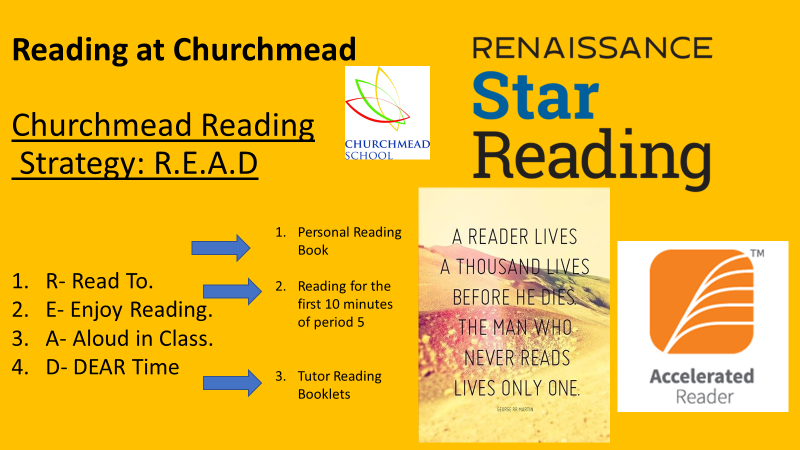 Reading at Churchmead
Churchmead Reading
Strategy: R.E.A.D
CHURCHMEAD
SCHOOL
RENAISSANCE
Star
Reading
1. R- Read To.
2. E- Enjoy Reading.
3. A- Aloud in Class.
4. D- DEAR Time
1. Personal Reading
Book
2. Reading for the
first 10 minutes
of period 5
3. Tutor Reading
Booklets
A READER LIVES
A THOUSAND LIVES
BEFORE HE DIES.
THE MAN WHO
NEVER READS
LIVES ONLY ONE.
GEORGE RR MARTIN
TM
Accelerated
Reader